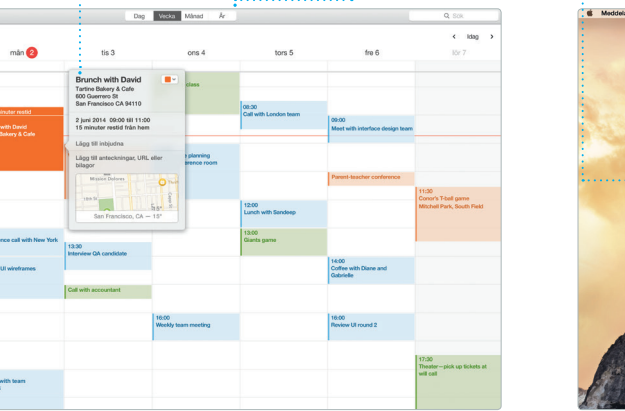 Dag Vecka Månad År
Sök
Idag
mån 2
tis 3
ons 4
tors 5
fre 6
lör 7
minuter restid
with David
Bakery & Cafe
nce call with New York
UI wireframes
with team
Brunch with David
Tartine Bakery & Cafe
600 Guerrero St
San Francisco CA 94110
2 juni 2014 09:00 till 11:00
15 minuter restid från hem
Lägg till inbjudna
Lägg till anteckningar, URL eller
bilagor
Mission Dolores
San Francisco, CA — 15°
13:30
Interview QA candidate
Call with accountant
class
planning
erence room
16:00
Weekly team meeting
09:30
Call with London team
12:00
Lunch with Sandeep
13:00
Giants game
09:00
Meet with interface design team
Parent-teacher conference
14:00
Coffee with Diane and
Gabrielle
16:00
Review UI round 2
11:30
Conor's T-ball game
Mitchell Park, South Field
17:30
Theater—pick up tickets at
will call
Meddela